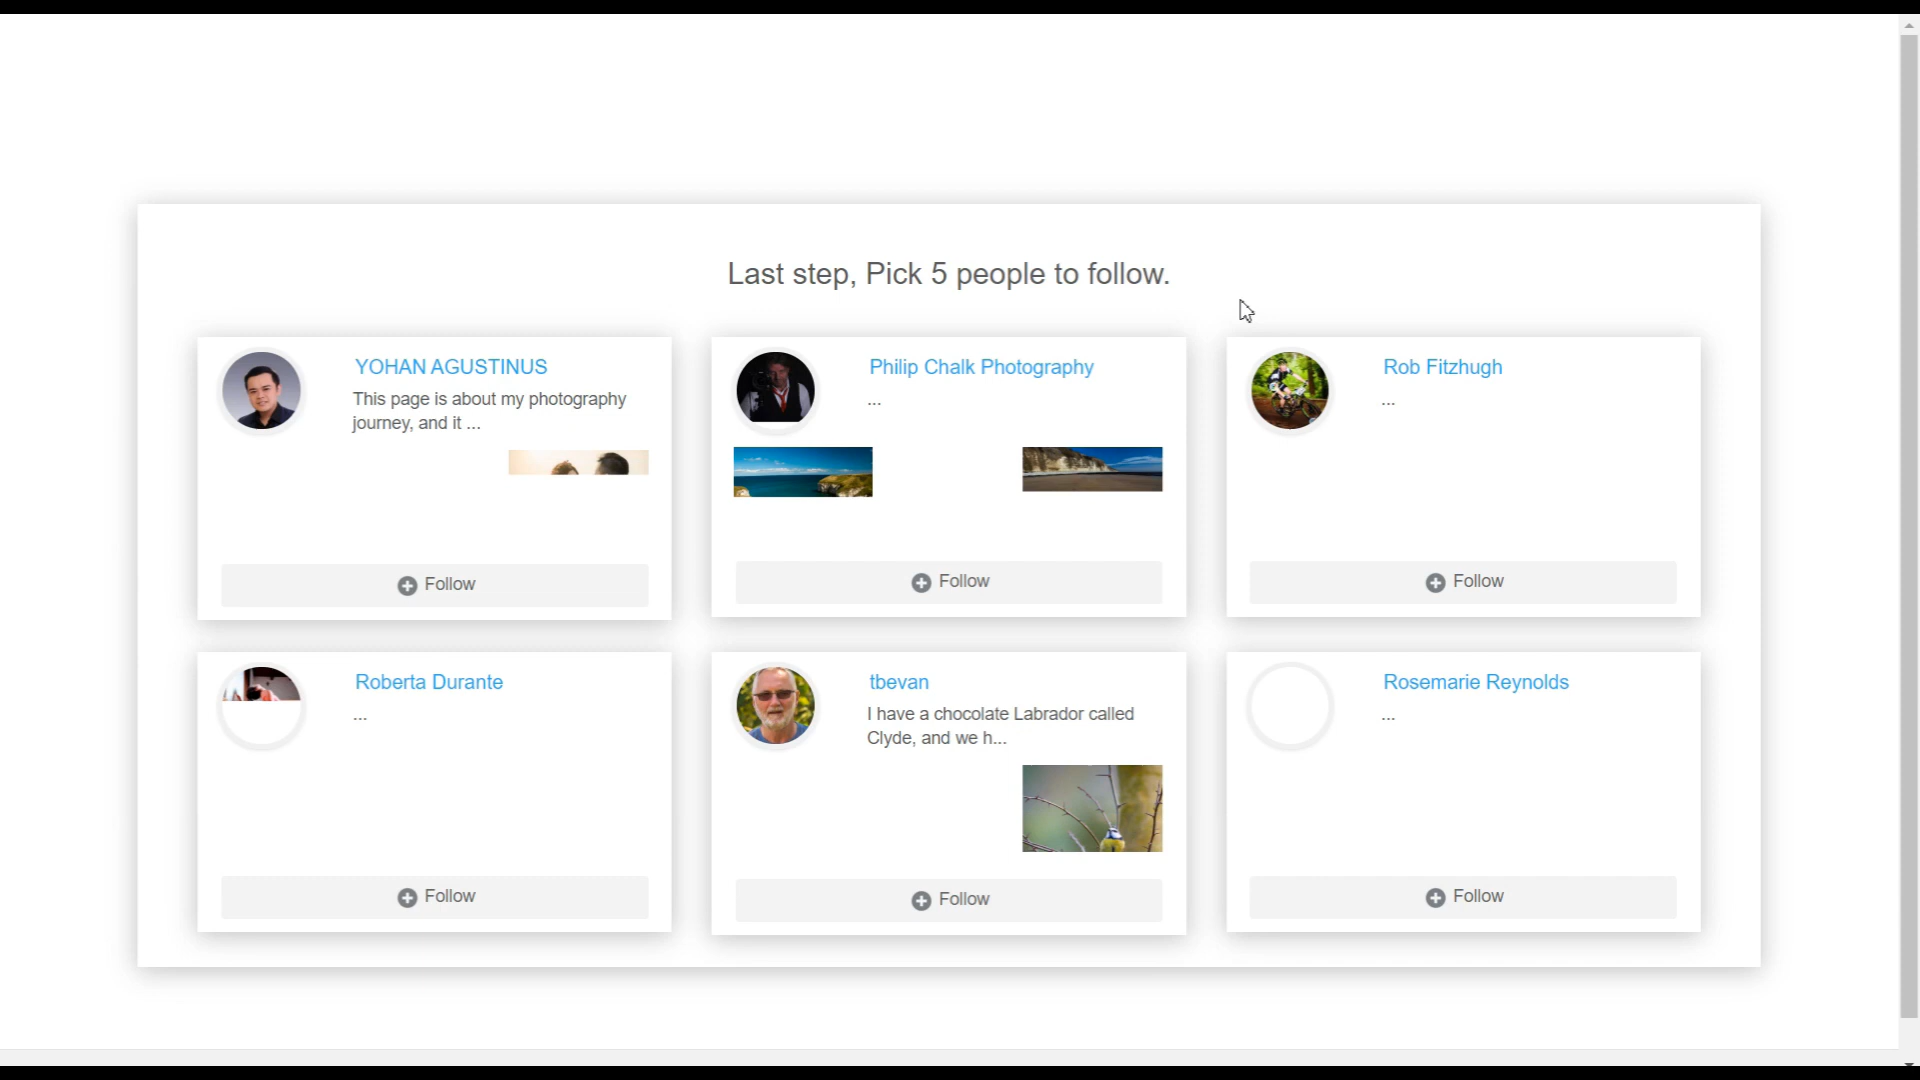 Last step, Pick 5 people to follow.
YOHAN AGUSTINUS
This page is about my photography
journey, and it ...
Follow
Philip Chalk Photography
...
Follow
Rob Fitzhugh
...
Follow
Roberta Durante
...
Follow
tbevan
I have a chocolate Labrador called
Clyde, and we h...
Follow
Rosemarie Reynolds
...
Follow